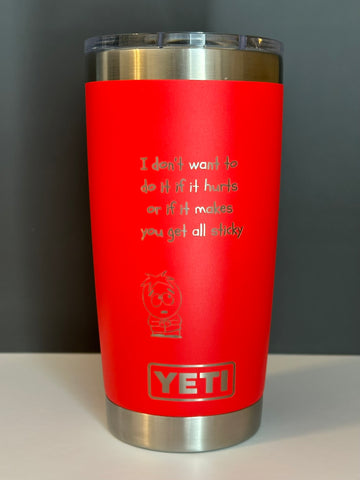 I don't want to
do it if it hurts
or if it makes
you get all sticky
YETI